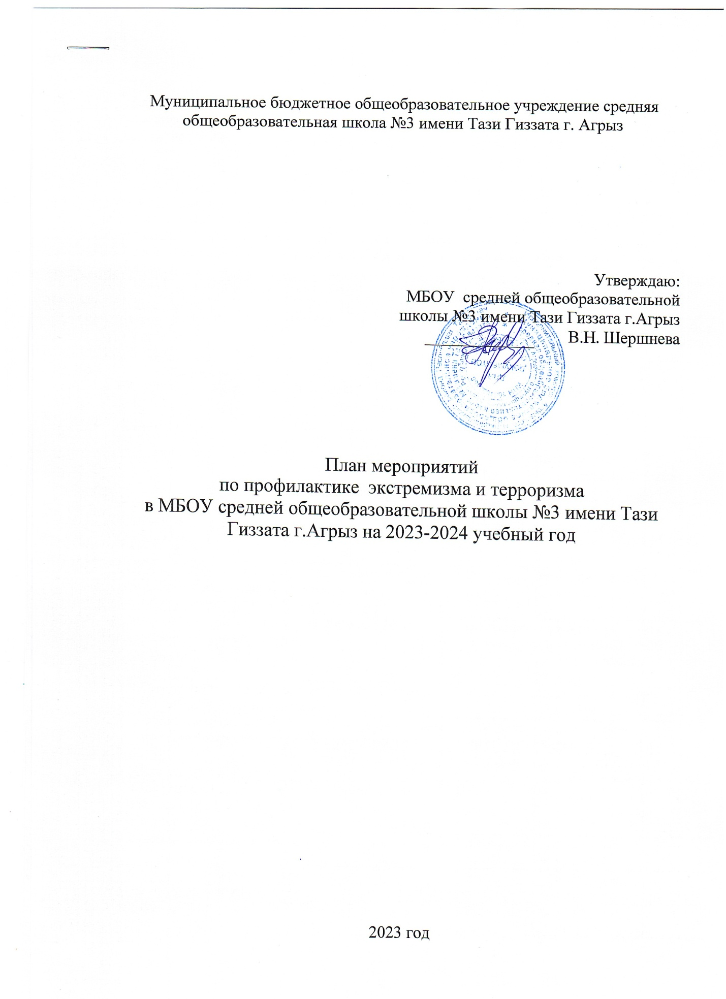 Муниципальное бюджетное общеобразовательное учреждение средняя
общеобразовательная школа №3 имени Тази Гиззата г. Агрыз
Утверждаю:
МБОУ средней общеобразовательной
школы №3 имени Тази Гиззата г.Агрыз
В.Н. Шершнева
План мероприятий
по профилактике экстремизма и терроризма
в МБОУ средней общеобразовательной школы №3 имени Тази
Гиззата г.Агрыз на 2023-2024 учебный год
2023 год